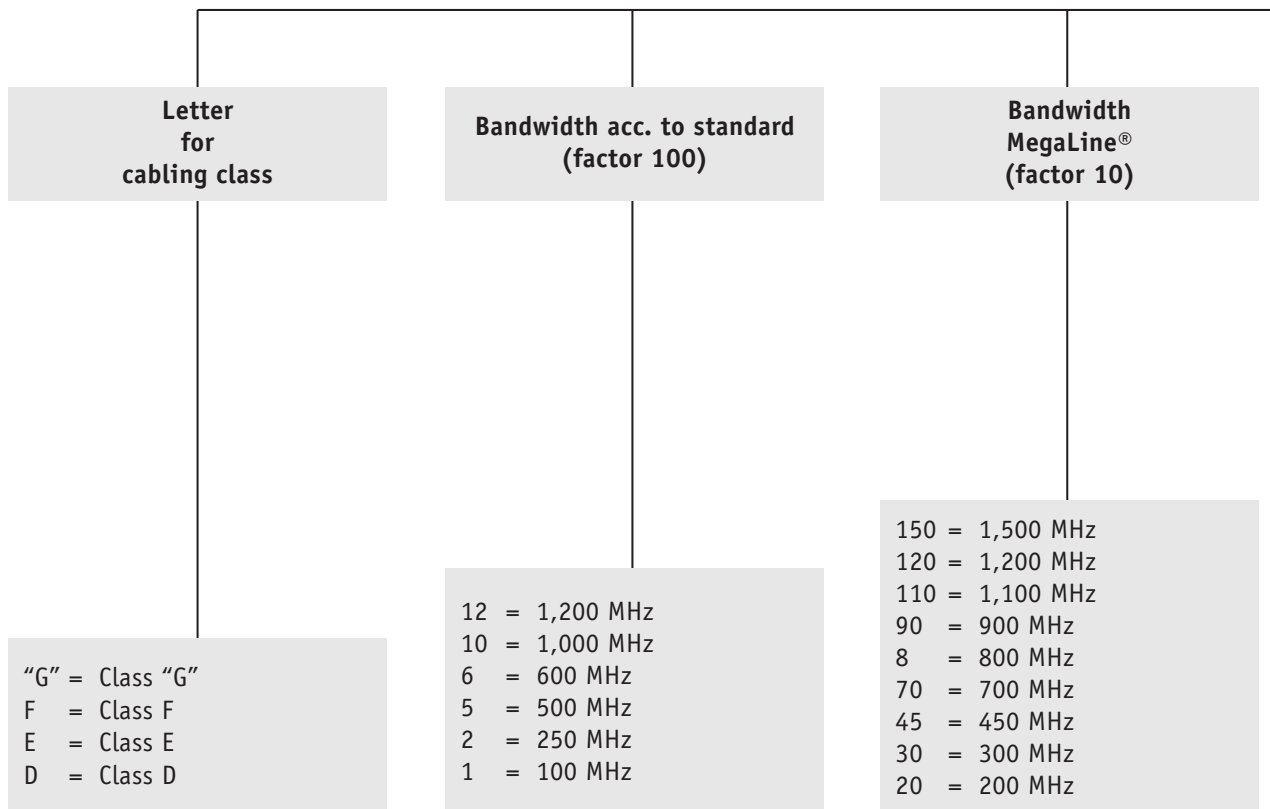 Letter
for
cabling class
“G” = Class “G”
F = Class F
E = Class E
D = Class D
Bandwidth acc. to standard
(factor 100)
12 = 1,200 MHz
10 = 1,000 MHz
6 = 600 MHz
5 = 500 MHz
2 = 250 MHz
1 = 100 MHz
Bandwidth
MegaLine®
(factor 10)
150 = 1,500 MHz
120 = 1,200 MHz
110 = 1,100 MHz
90 = 900 MHz
8 = 800 MHz
70 = 700 MHz
45 = 450 MHz
30 = 300 MHz
20 = 200 MHz